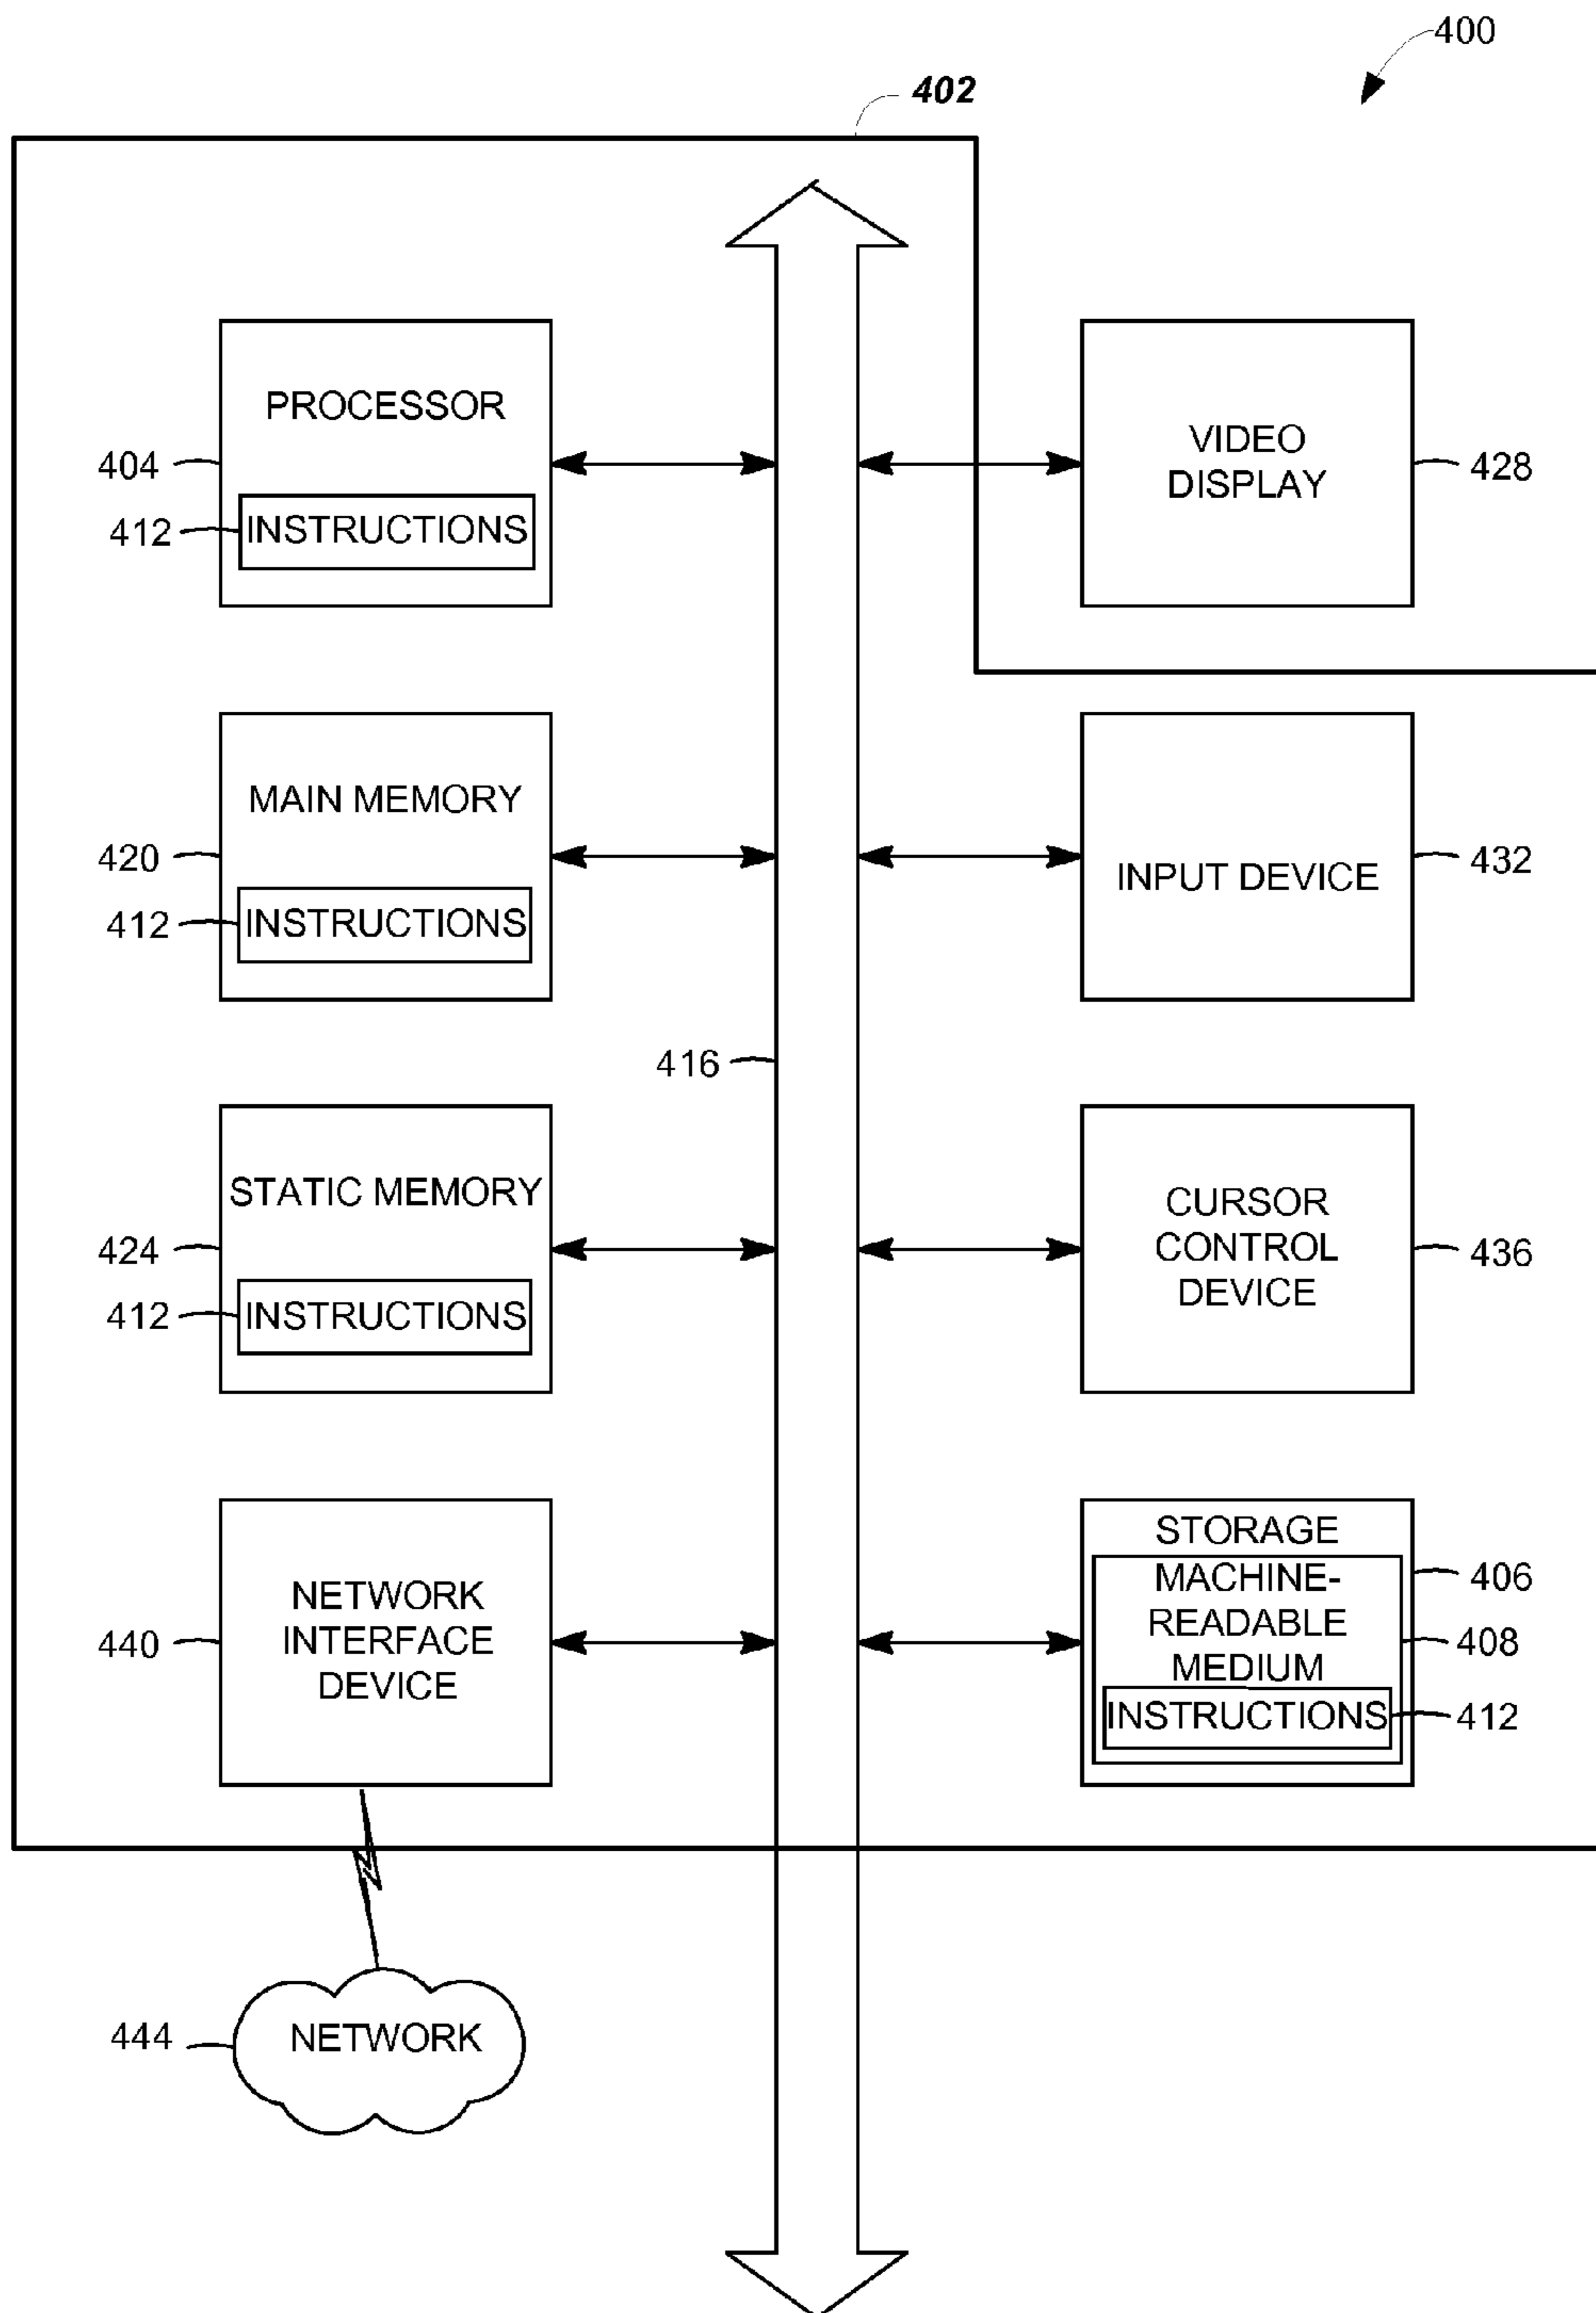 400
402
PROCESSOR
404
412
INSTRUCTIONS
VIDEO
DISPLAY
428
MAIN MEMORY
420
412
INSTRUCTIONS
INPUT DEVICE
432
416
STATIC MEMORY
424
412
INSTRUCTIONS
CURSOR
CONTROL
DEVICE
436
NETWORK
INTERFACE
DEVICE
440
STORAGE
MACHINE-
READABLE
MEDIUM
INSTRUCTIONS
406
408
412
444
NETWORK